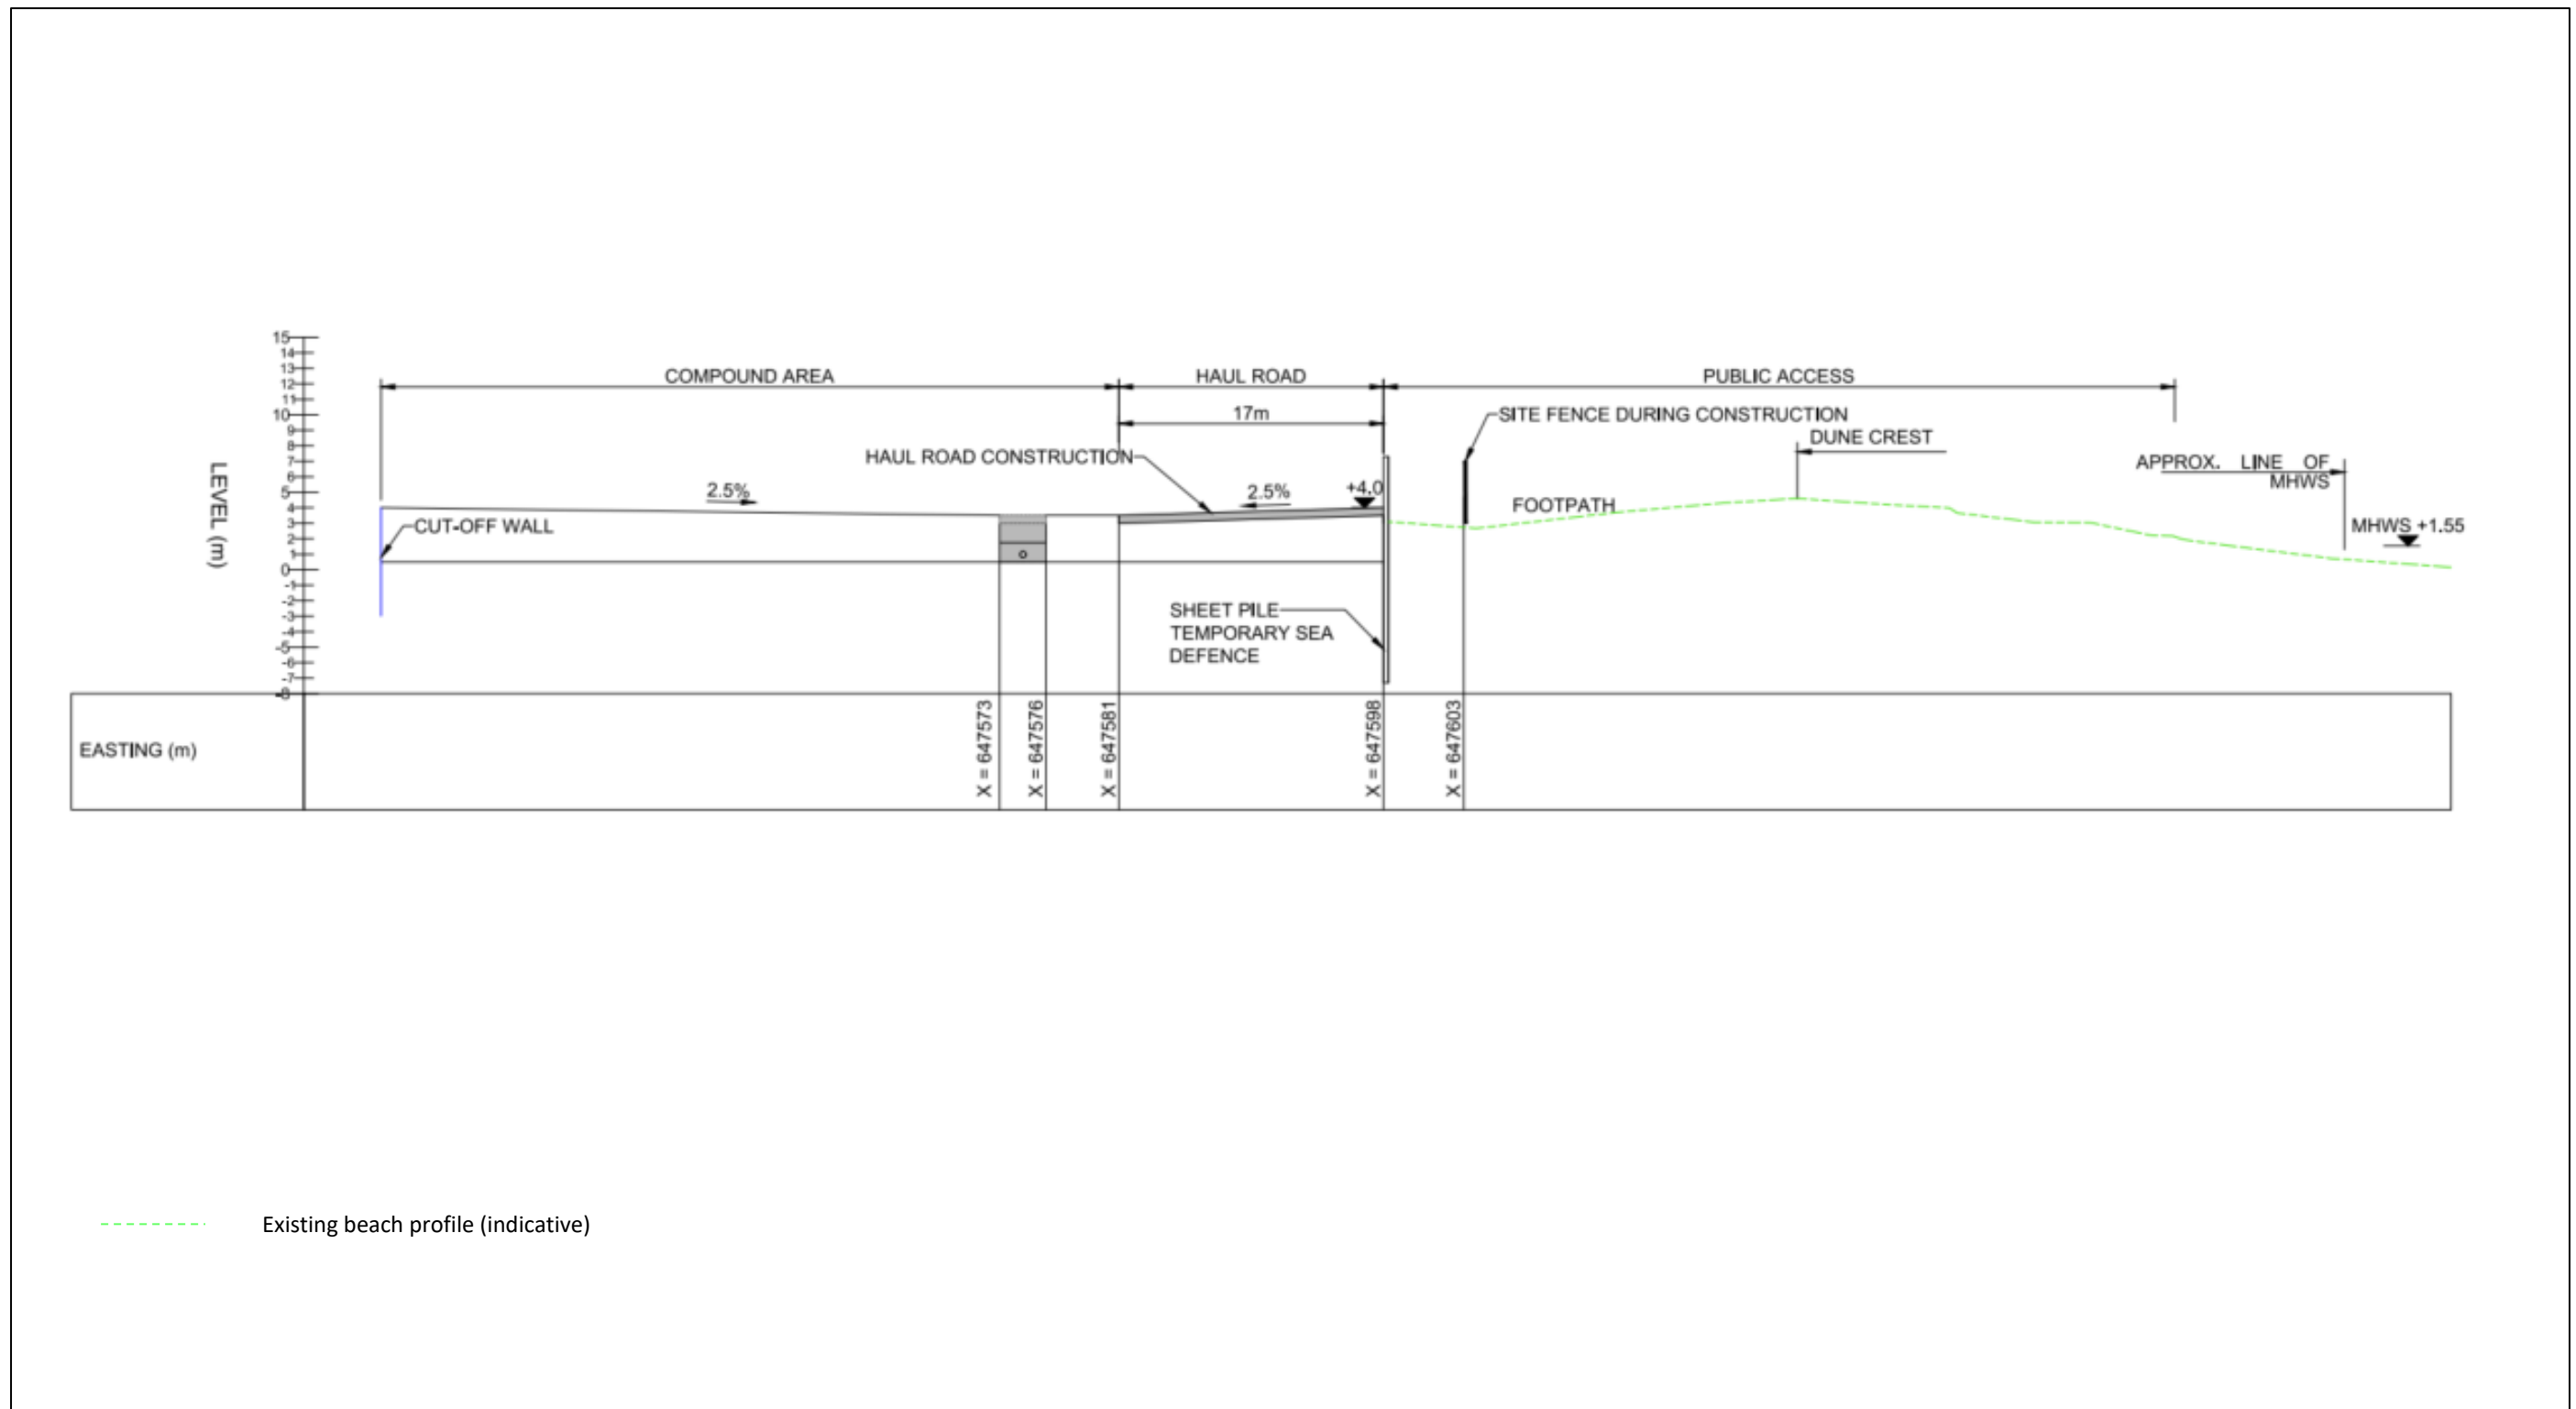 COMPOUND AREA
HAUL ROAD
PUBLIC ACCESS
17m
SITE FENCE DURING CONSTRUCTION
DUNE CREST
HAUL ROAD CONSTRUCTION
APPROX. LINE OF
MHWS
2.5%
2.5%
+4.0
FOOTPATH
CUT-OFF WALL
MHWS +1.55
SHEET PILE
TEMPORARY SEA
DEFENCE
LEVEL (m)
15
14
13
12
11
10
9
8
7
6
5
4
3
2
1
0
-1
-2
-3
-4
-5
-6
-7
-8
EASTING (m)
X = 647573
X = 647576
X = 647581
X = 647598
X = 647603
Existing beach profile (indicative)